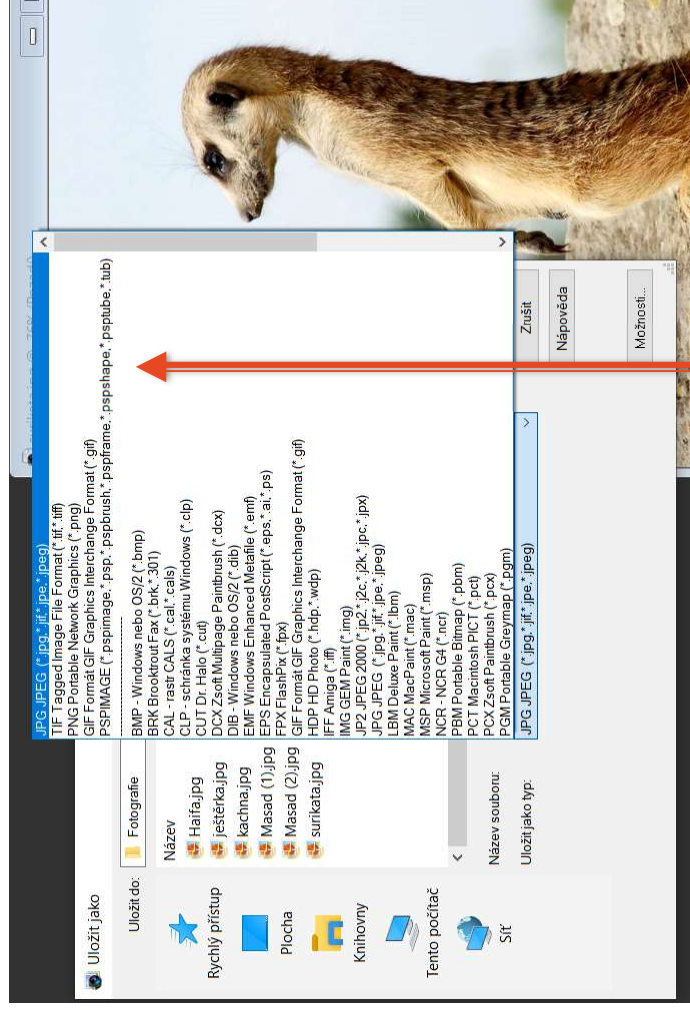 Uložit jako
Uložit do:
Fotografie
Rychlý přístup
Plocha
Knihovny
Tento počítač
Síť
Název
Haifa.jpg
ještěrka.jpg
kachna.jpg
Masad (1).jpg
Masad (2).jpg
surikata.jpg
Název souboru:
Uložit jako typ:
JPG JPEG (*.jpg,*.jif,*.jpe,*.jpeg)
JPG JPEG (*.jpg,*.jif,*.jpe,*.jpeg)
TIF Tagged Image File Format (*.tif,*.tiff)
PNG Portable Network Graphics (*.png)
GIF Formát GIF Graphics Interchange Format (*.gif)
PSPIMAGE (*.pspimage,*.psp,*.pspbrush,*.pspframe,*.pspshape,*.psptube,*.tub)
BMP - Windows nebo OS/2 (*.bmp)
BRK Brooktrout Fax (*.brk,*.301)
CAL - rastr CALS (*.cal,*.cals)
CLP - schránka systému Windows (*.clp)
CUT Dr. Halo (*.cut)
DCX Zsoft Multipage Paintbrush (*.dcx)
DIB - Windows nebo OS/2 (*.dib)
EMF Windows Enhanced Metafile (*.emf)
EPS Encapsulated PostScript (*.eps,*.ai,*.ps)
FPX FlashPix (*.fpx)
GIF Formát GIF Graphics Interchange Format (*.gif)
HDP HD Photo (*.hdp,*.wdp)
IFF Amiga (*.iff)
IMG GEM Paint (*.img)
JP2 JPEG 2000 (*.jp2,*.j2c,*.j2k,*.jpc,*.jpx)
JPG JPEG (*.jpg,*.jif,*.jpe,*.jpeg)
LBM Deluxe Paint (*.lbm)
MAC MacPaint (*.mac)
MSP Microsoft Paint (*.msp)
NCR - NCR G4 (*.ncr)
PBM Portable Bitmap (*.pbm)
PCT Macintosh PICT (*.pct)
PCX Zsoft Paintbrush (*.pcx)
PGM Portable Greymap (*.pgm)
Zrušit
Nápověda
Možnosti...